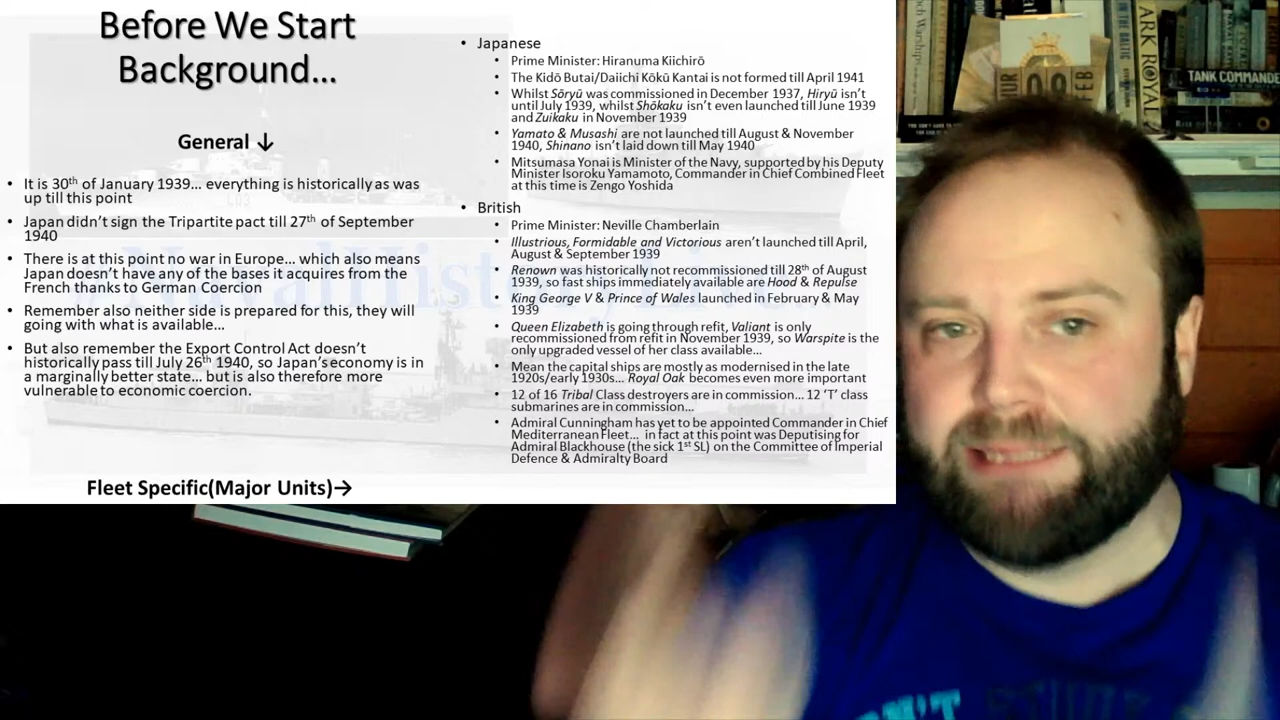 Before We Start
Background...
General ↓
• It is 30th of January 1939... everything is historically as was
up till this point
• Japan didn't sign the Tripartite pact till 27th of September
1940
• There is at this point no war in Europe... which also means
Japan doesn't have any of the bases it acquires from the
French thanks to German Coercion
• Remember also neither side is prepared for this, they will
going with what is available...
• But also remember the Export Control Act doesn't
historically pass till July 26th 1940, so Japan's economy is in
a marginally better state... but is also therefore more
vulnerable to economic coercion.
Fleet Specific(Major Units)→
• Japanese
• Prime Minister: Hiranuma Kiichirō
• The Kidō Butai/Daiichi Kōkū Kantai is not formed till April 1941
• Whilst Sōryū was commissioned in December 1937, Hiryū isn't
until July 1939, whilst Shōkaku isn't even launched till June 1939
and Zuikaku in November 1939
• Yamato & Musashi are not launched till August & November
1940, Shinano isn't laid down till May 1940
• Mitsumasa Yonai is Minister of the Navy, supported by his Deputy
Minister Isoroku Yamamoto, Commander in Chief Combined Fleet
at this time is Zengo Yoshida
• British
• Prime Minister: Neville Chamberlain
• Illustrious, Formidable and Victorious aren't launched till April,
August & September 1939
• Renown was historically not recommissioned till 28th of August
1939, so fast ships immediately available are Hood & Repulse
• King George V & Prince of Wales launched in February & May
1939
• Queen Elizabeth is going through refit, Valiant is only
recommissioned from refit in November 1939, so Warspite is the
only upgraded vessel of her class available...
• Mean the capital ships are mostly as modernised in the late
1920s/early 1930s... Royal Oak becomes even more important
• 12 of 16 Tribal Class destroyers are in commission... 12 'T' class
submarines are in commission...
• Admiral Cunningham has yet to be appointed Commander in Chief
Mediterranean Fleet... in fact at this point was Deputising for
Admiral Blackhouse (the sick 1st SL) on the Committee of Imperial
Defence & Admiralty Board
THE BALTIC
ARK ROYAL
TANK COMMANDE
FEB